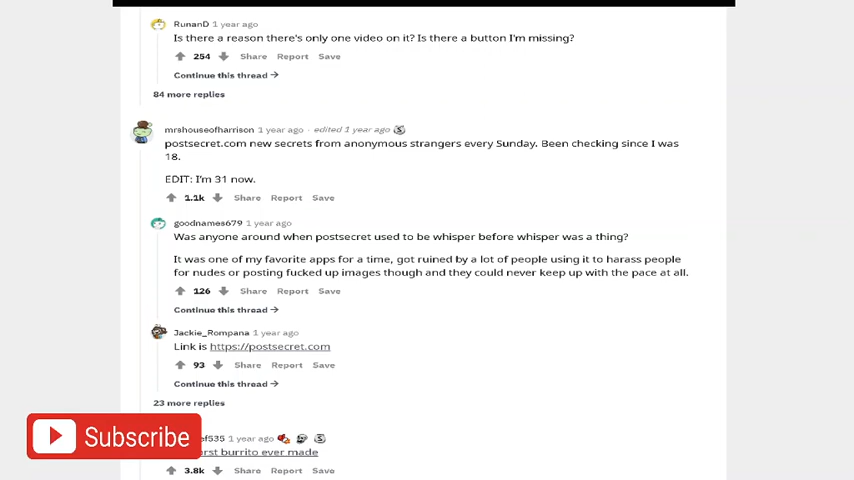 RunanD 1 year ago
Is there a reason there's only one video on it? Is there a button I'm missing?
254 Share Report Save
Continue this thread →
84 more replies
mrshouseofharrison 1 year ago · edited 1 year ago
postsecret.com new secrets from anonymous strangers every Sunday. Been checking since I was
18.
EDIT: I'm 31 now.
1.1k Share Report Save
goodnames679 1 year ago
Was anyone around when postsecret used to be whisper before whisper was a thing?
It was one of my favorite apps for a time, got ruined by a lot of people using it to harass people
for nudes or posting fucked up images though and they could never keep up with the pace at all.
126 Share Report Save
Continue this thread →
Jackie_Rompana 1 year ago
Link is https://postsecret.com
93 Share Report Save
Continue this thread →
23 more replies
1 year ago
burrito ever made
3.8k Share Report Save
Subscribe